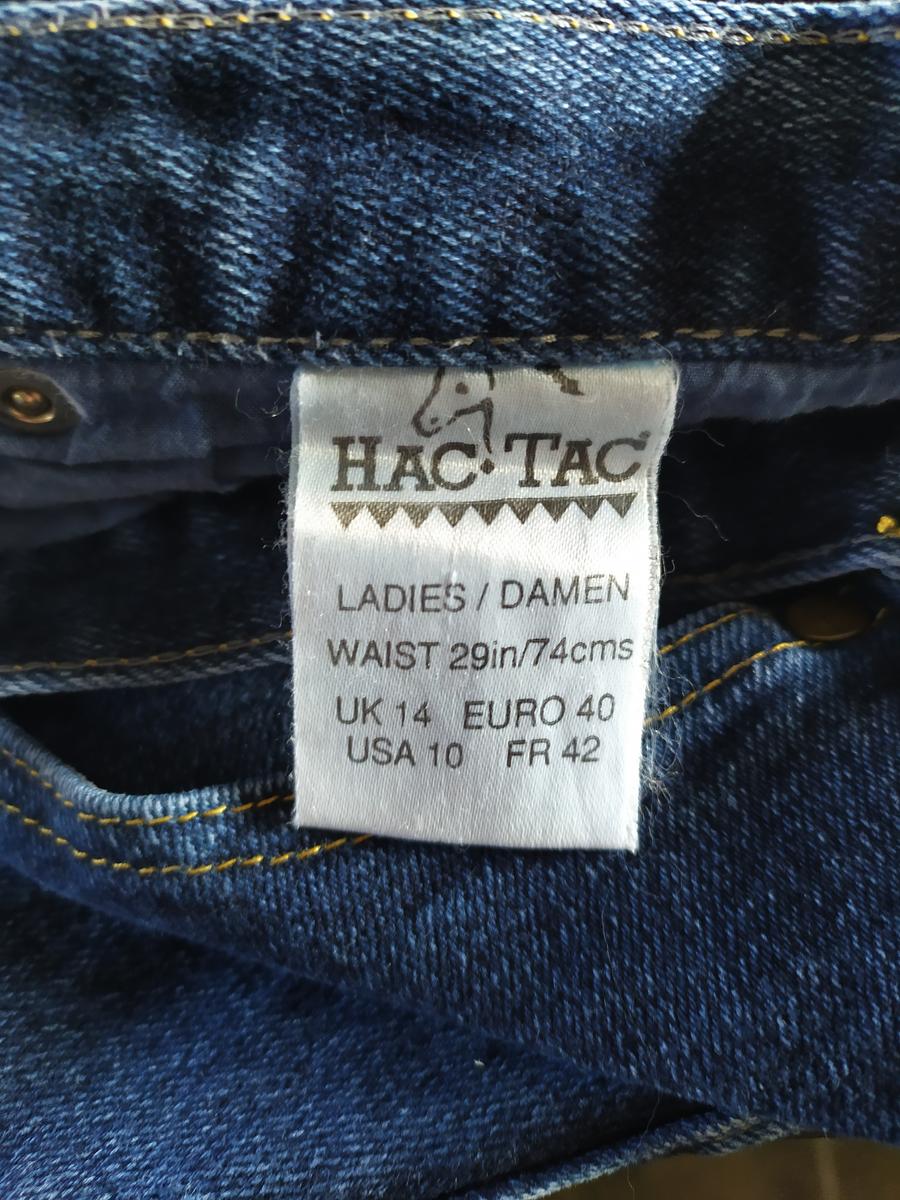 HAC TAC
LADIES / DAMEN
WAIST 29in/74cms
UK 14 EURO 40
USA 10 FR 42